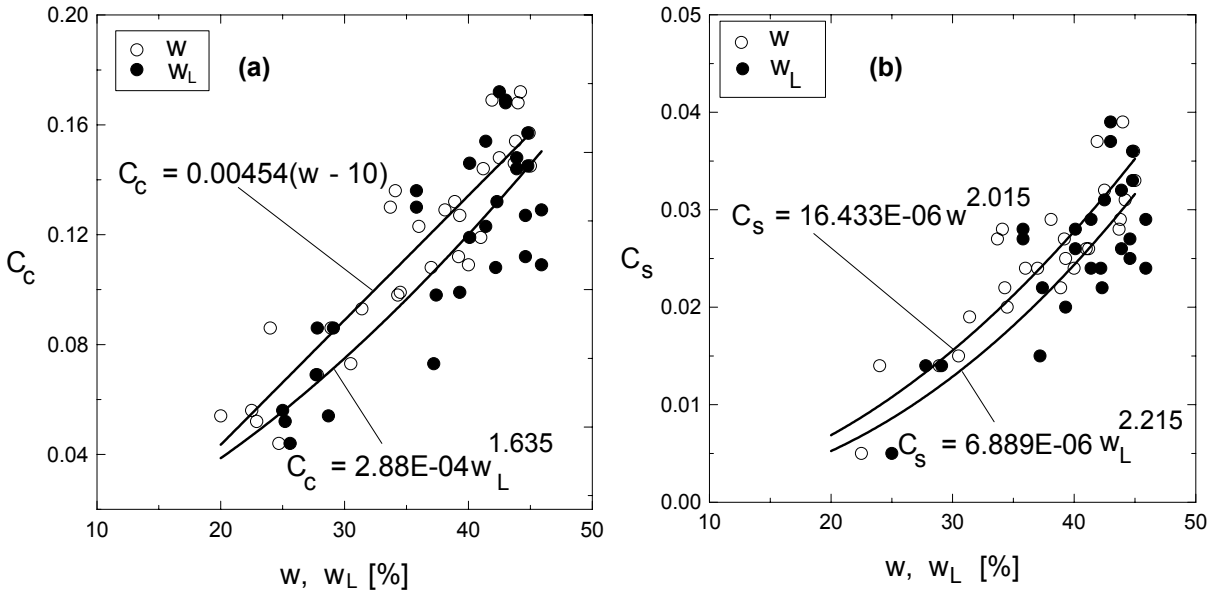 0.20
0.16
0.12
0.08
0.04
C_c
w
w_L
(a)
C_c = 0.00454(w - 10)
C_c = 2.88E-04 w_L^1.635
10 20 30 40 50
w, w_L [%]
0.05
0.04
0.03
0.02
0.01
0.00
C_s
w
w_L
(b)
C_s = 16.433E-06 w^2.015
C_s = 6.889E-06 w_L^2.215
10 20 30 40 50
w, w_L [%]